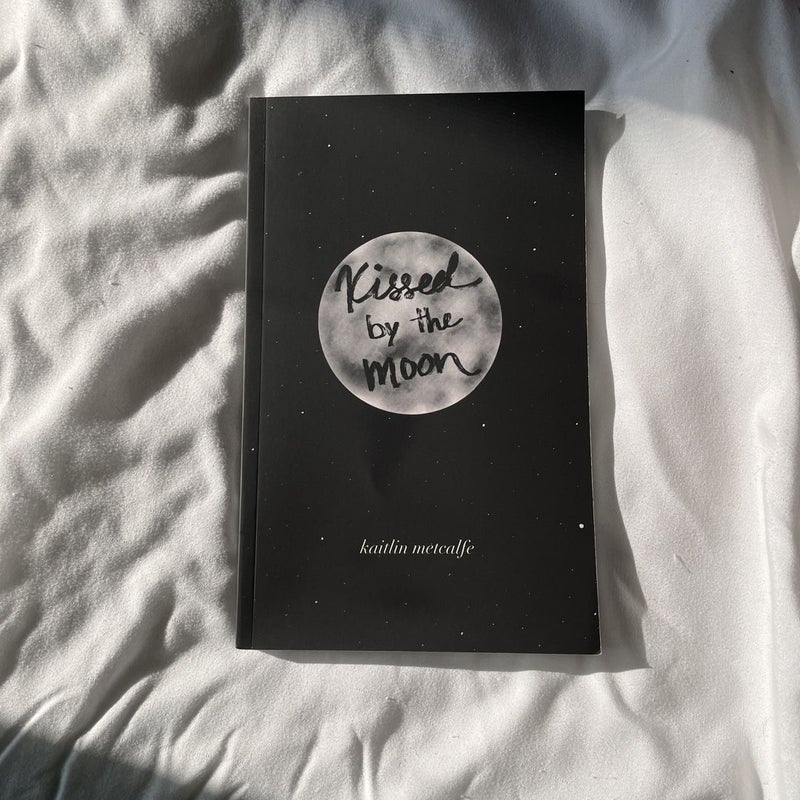 Kissed
by the
moon
kaitlin metcalfe